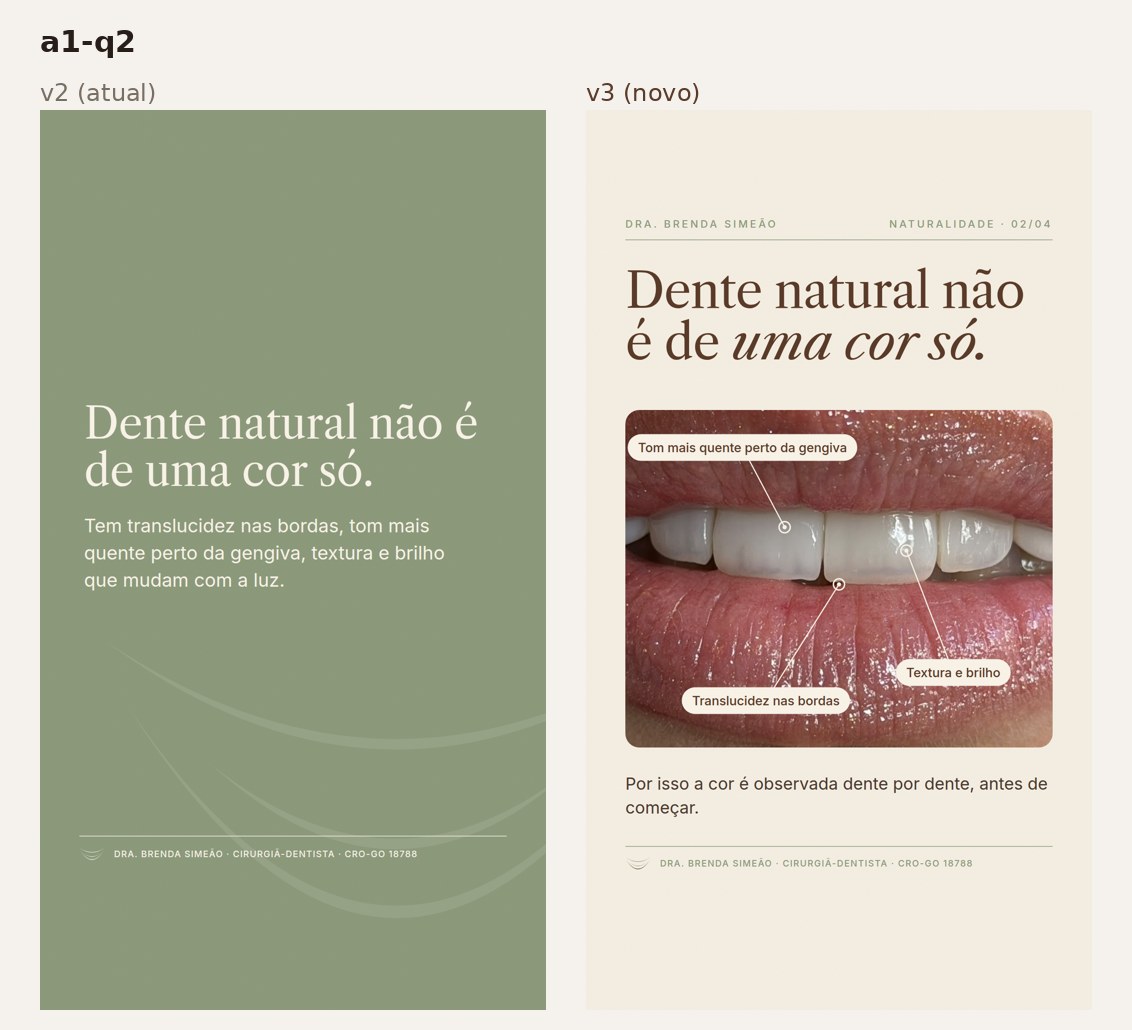 a1-q2
v2 (atual)
Dente natural não é
de uma cor só.
Tem translucidez nas bordas, tom mais
quente perto da gengiva, textura e brilho
que mudam com a luz.
DRA. BRENDA SIMEÃO · CIRURGIÃ-DENTISTA · CRO-GO 18788
v3 (novo)
DRA. BRENDA SIMEÃO
NATURALIDADE · 02/04
Dente natural não
é de uma cor só.
Tom mais quente perto da gengiva
Textura e brilho
Translucidez nas bordas
Por isso a cor é observada dente por dente, antes de
começar.
DRA. BRENDA SIMEÃO · CIRURGIÃ-DENTISTA · CRO-GO 18788